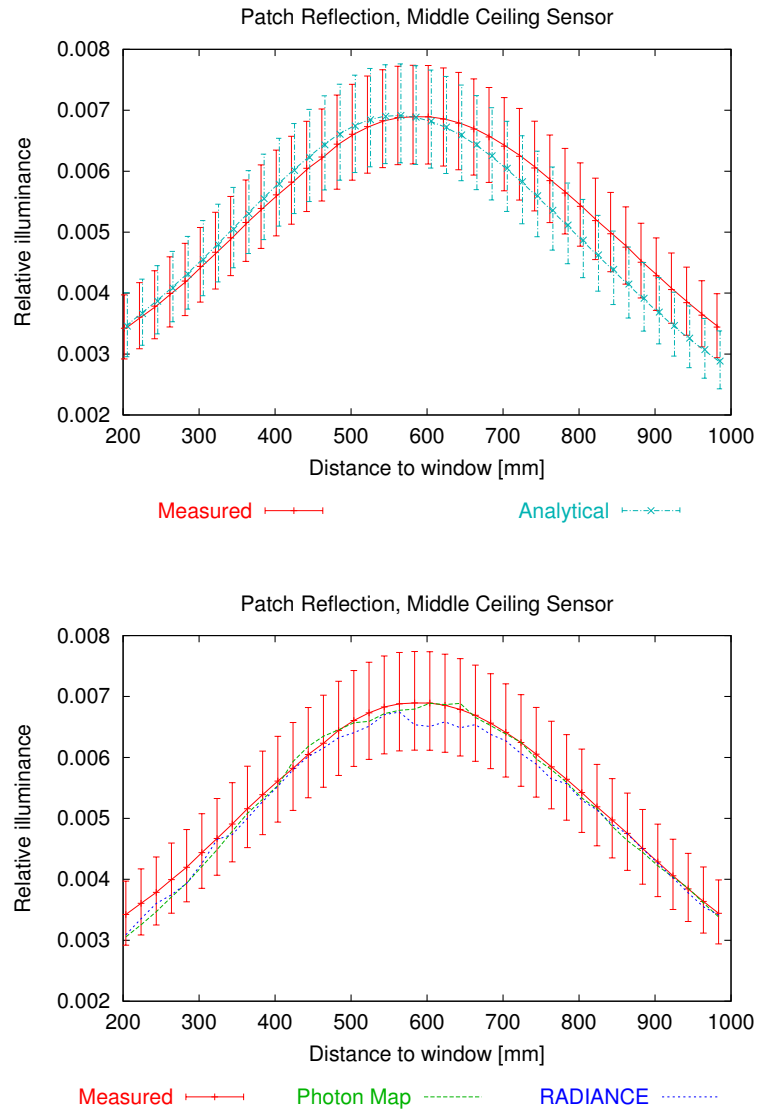 Patch Reflection, Middle Ceiling Sensor
0.008
0.007
0.006
0.005
0.004
0.003
0.002
Relative illuminance
200 300 400 500 600 700 800 900 1000
Distance to window [mm]
Measured Analytical
Patch Reflection, Middle Ceiling Sensor
0.008
0.007
0.006
0.005
0.004
0.003
0.002
Relative illuminance
200 300 400 500 600 700 800 900 1000
Distance to window [mm]
Measured Photon Map RADIANCE